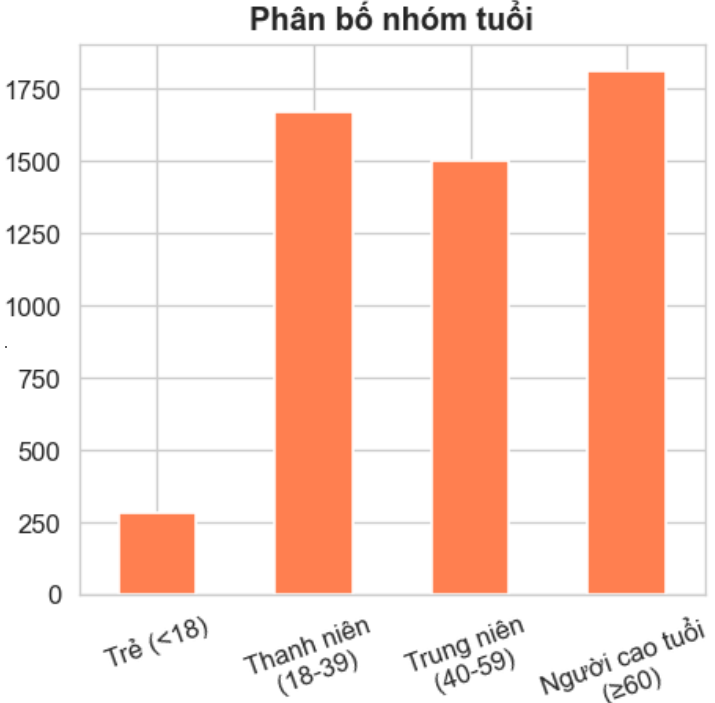 Phân bố nhóm tuổi
1750
1500
1250
1000
750
500
250
0
Trẻ (<18)
Thanh niên
(18-39)
Trung niên
(40-59)
Người cao tuổi
(≥60)